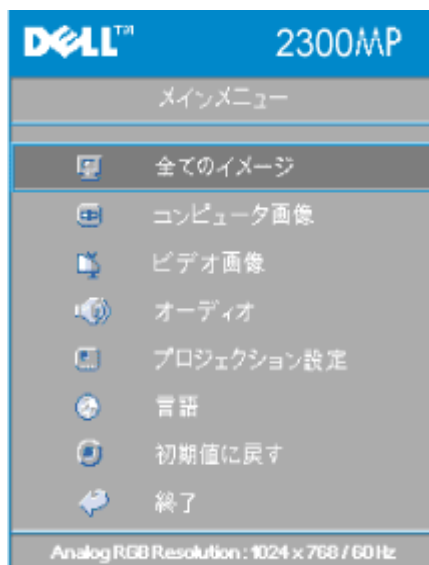 DELL™ 2300MP
メインメニュー
全てのイメージ
コンピュータ画像
ビデオ画像
オーディオ
プロジェクション設定
言語
初期値に戻す
終了
Analog RGB Resolution : 1024 x 768 / 60 Hz